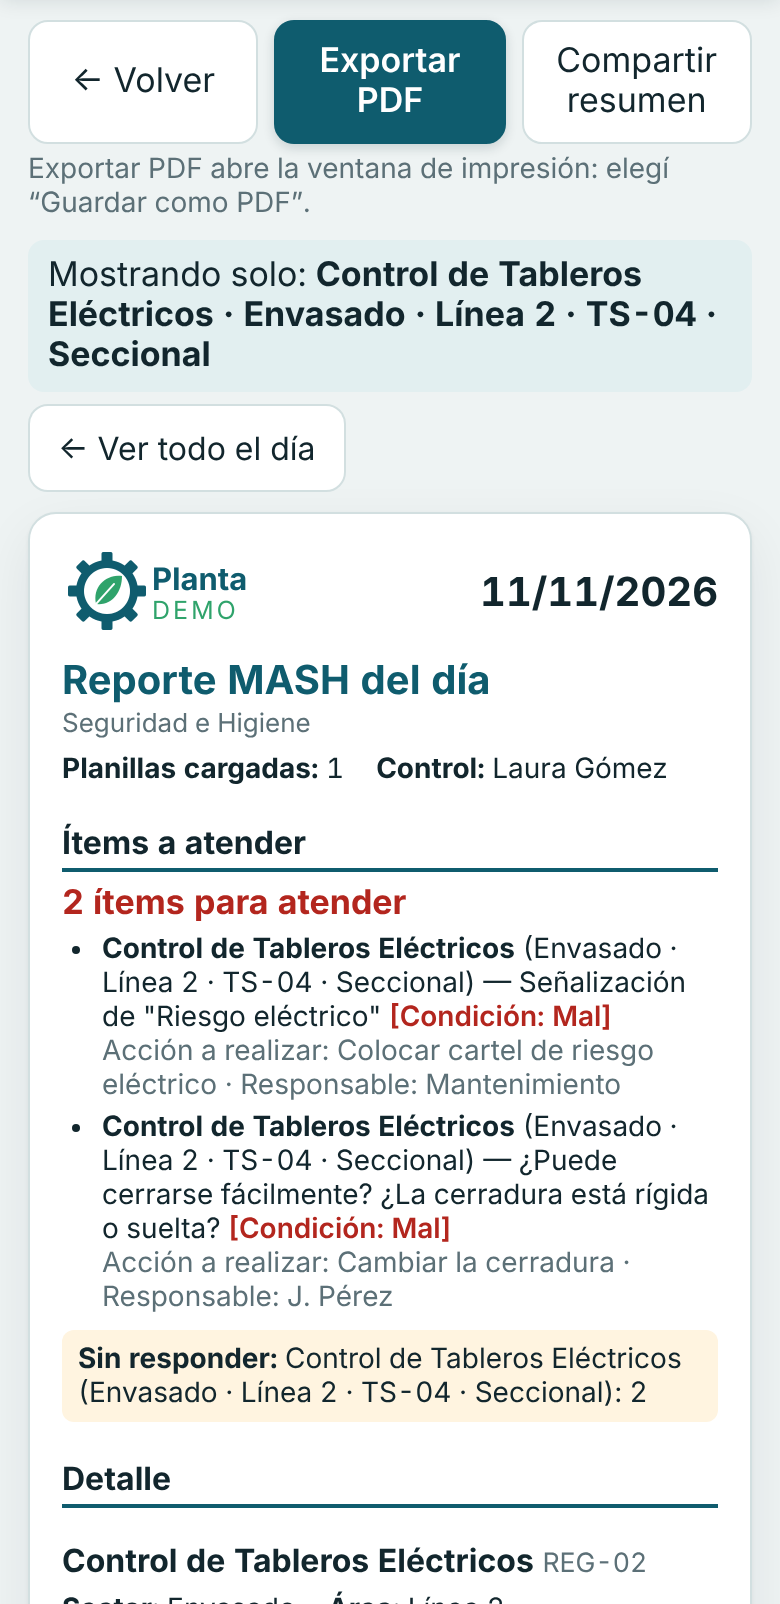 ← Volver
Exportar
PDF
Compartir
resumen
Exportar PDF abre la ventana de impresión: elegí
“Guardar como PDF”.
Mostrando solo: Control de Tableros
Eléctricos · Envasado · Línea 2 · TS-04 ·
Seccional
← Ver todo el día
Planta
DEMO
11/11/2026
Reporte MASH del día
Seguridad e Higiene
Planillas cargadas: 1 Control: Laura Gómez
Ítems a atender
2 ítems para atender
• Control de Tableros Eléctricos (Envasado ·
Línea 2 · TS-04 · Seccional) — Señalización
de "Riesgo eléctrico" [Condición: Mal]
Acción a realizar: Colocar cartel de riesgo
eléctrico · Responsable: Mantenimiento
• Control de Tableros Eléctricos (Envasado ·
Línea 2 · TS-04 · Seccional) — ¿Puede
cerrarse fácilmente? ¿La cerradura está rígida
o suelta? [Condición: Mal]
Acción a realizar: Cambiar la cerradura ·
Responsable: J. Pérez
Sin responder: Control de Tableros Eléctricos
(Envasado · Línea 2 · TS-04 · Seccional): 2
Detalle
Control de Tableros Eléctricos REG-02
Sector: Envasado Área: Línea 2